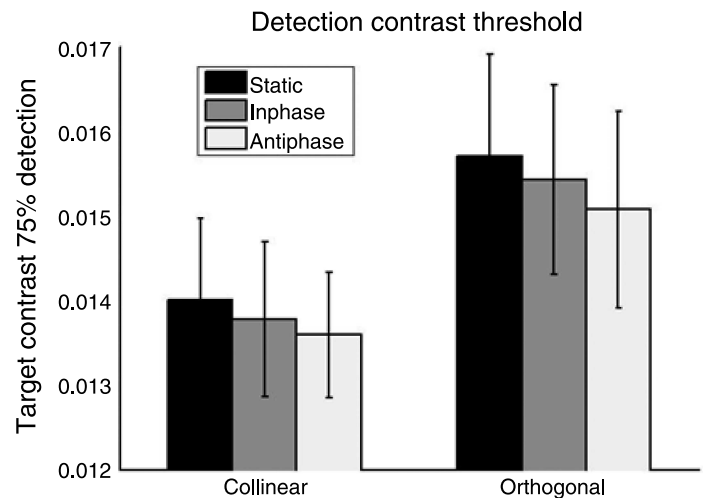 Detection contrast threshold
Target contrast 75% detection
0.017
0.016
0.015
0.014
0.013
0.012
Static
Inphase
Antiphase
Collinear
Orthogonal